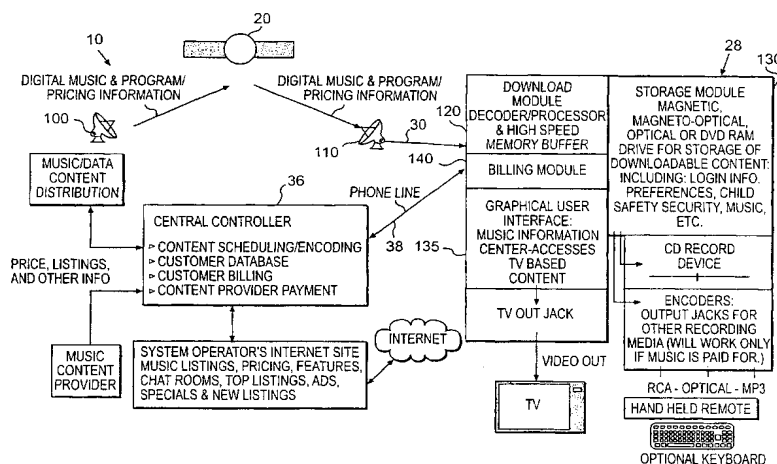 20
10
DIGITAL MUSIC & PROGRAM/
PRICING INFORMATION
DIGITAL MUSIC & PROGRAM/
PRICING INFORMATION
100
110
30
MUSIC/DATA
CONTENT
DISTRIBUTION
36
CENTRAL CONTROLLER
▹ CONTENT SCHEDULING/ENCODING
▹ CUSTOMER DATABASE
▹ CUSTOMER BILLING
▹ CONTENT PROVIDER PAYMENT
PHONE LINE
38
PRICE, LISTINGS,
AND OTHER INFO
MUSIC
CONTENT
PROVIDER
SYSTEM OPERATOR'S INTERNET SITE
MUSIC LISTINGS, PRICING, FEATURES,
CHAT ROOMS, TOP LISTINGS, ADS,
SPECIALS & NEW LISTINGS
INTERNET
28
130
120
DOWNLOAD
MODULE
DECODER/PROCESSOR
& HIGH SPEED
MEMORY BUFFER
140
BILLING MODULE
135
GRAPHICAL USER
INTERFACE:
MUSIC INFORMATION
CENTER-ACCESSES
TV BASED
CONTENT
TV OUT JACK
VIDEO OUT
TV
STORAGE MODULE
MAGNETIC,
MAGNETO-OPTICAL,
OPTICAL OR DVD RAM
DRIVE FOR STORAGE OF
DOWNLOADABLE CONTENT:
INCLUDING: LOGIN INFO.
PREFERENCES, CHILD
SAFETY SECURITY, MUSIC,
ETC.
CD RECORD
DEVICE
ENCODERS:
OUTPUT JACKS FOR
OTHER RECORDING
MEDIA (WILL WORK ONLY
IF MUSIC IS PAID FOR.)
RCA - OPTICAL - MP3
HAND HELD REMOTE
OPTIONAL KEYBOARD